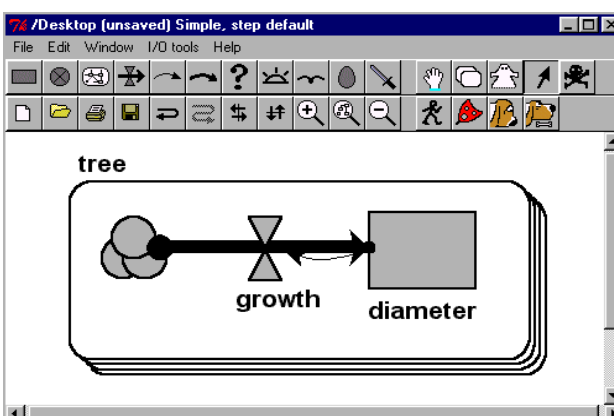 /Desktop (unsaved) Simple, step default
File Edit Window I/O tools Help
tree
growth
diameter